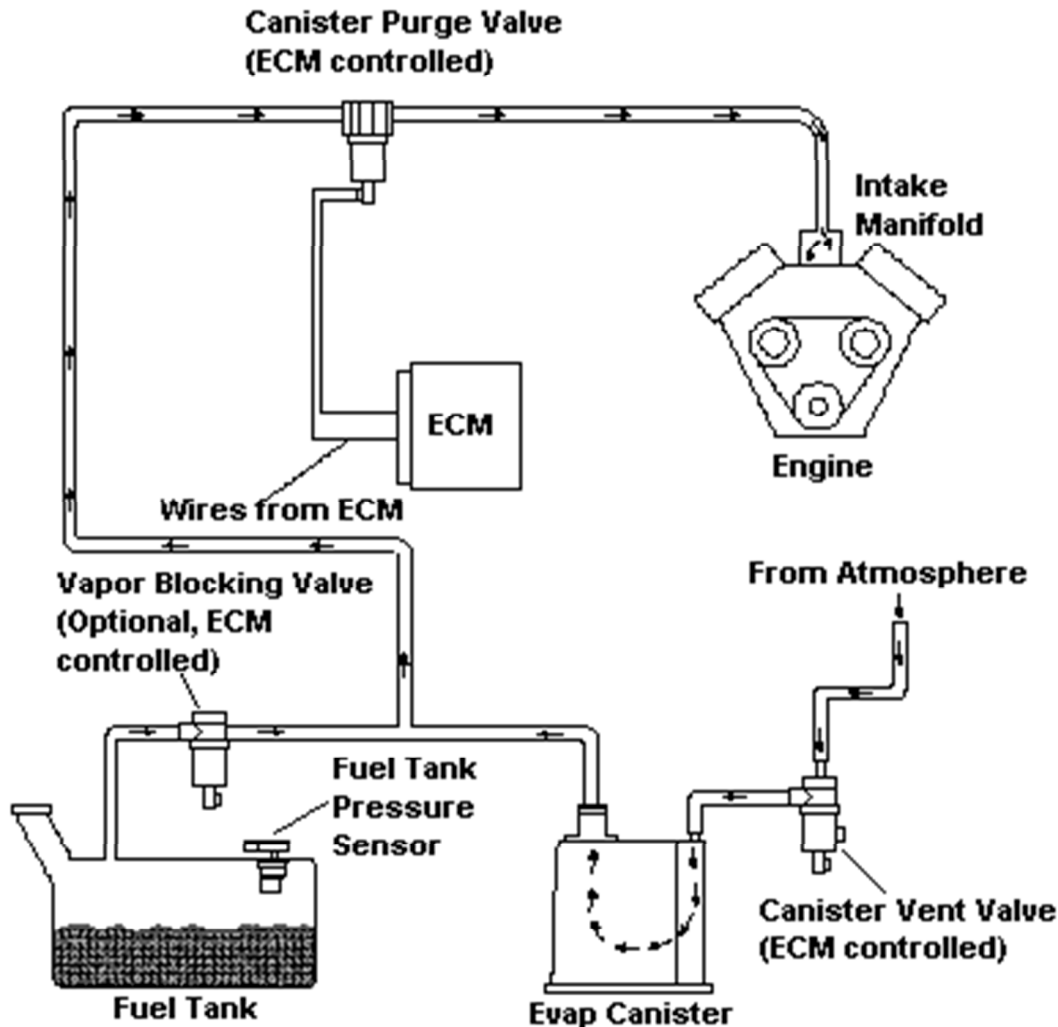 Canister Purge Valve
(ECM controlled)
Intake
Manifold
ECM
Engine
Wires from ECM
Vapor Blocking Valve
(Optional, ECM
controlled)
From Atmosphere
Fuel Tank
Pressure
Sensor
Canister Vent Valve
(ECM controlled)
Fuel Tank
Evap Canister